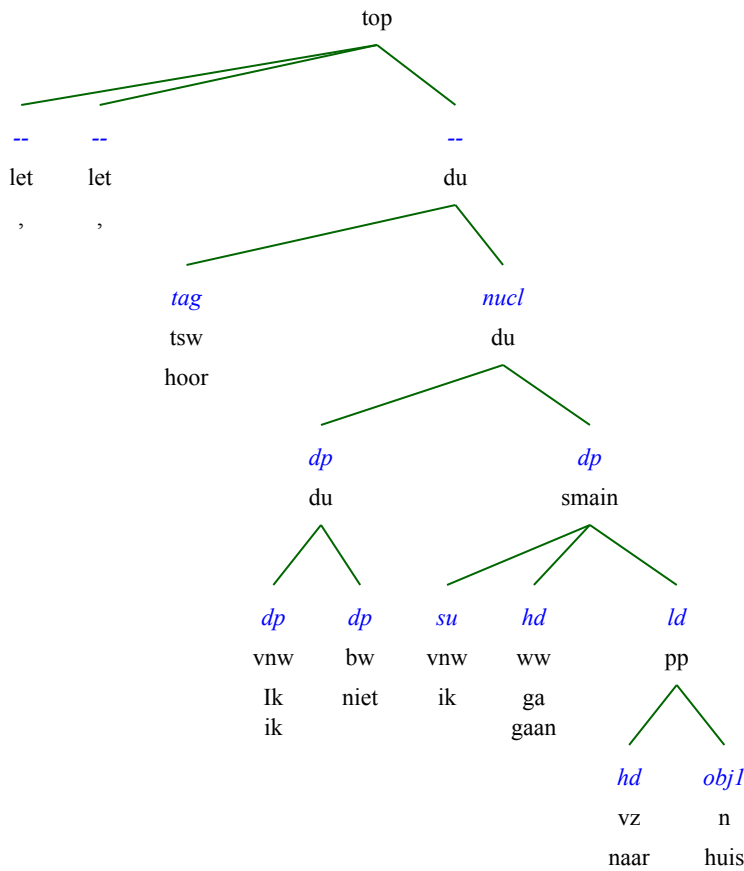 top
-- -- --
let let du
, ,
tag nucl
tsw du
hoor
dp dp
du smain
dp dp su hd ld
vnw bw vnw ww pp
Ik niet ik ga
ik gaan
hd obj1
vz n
naar huis